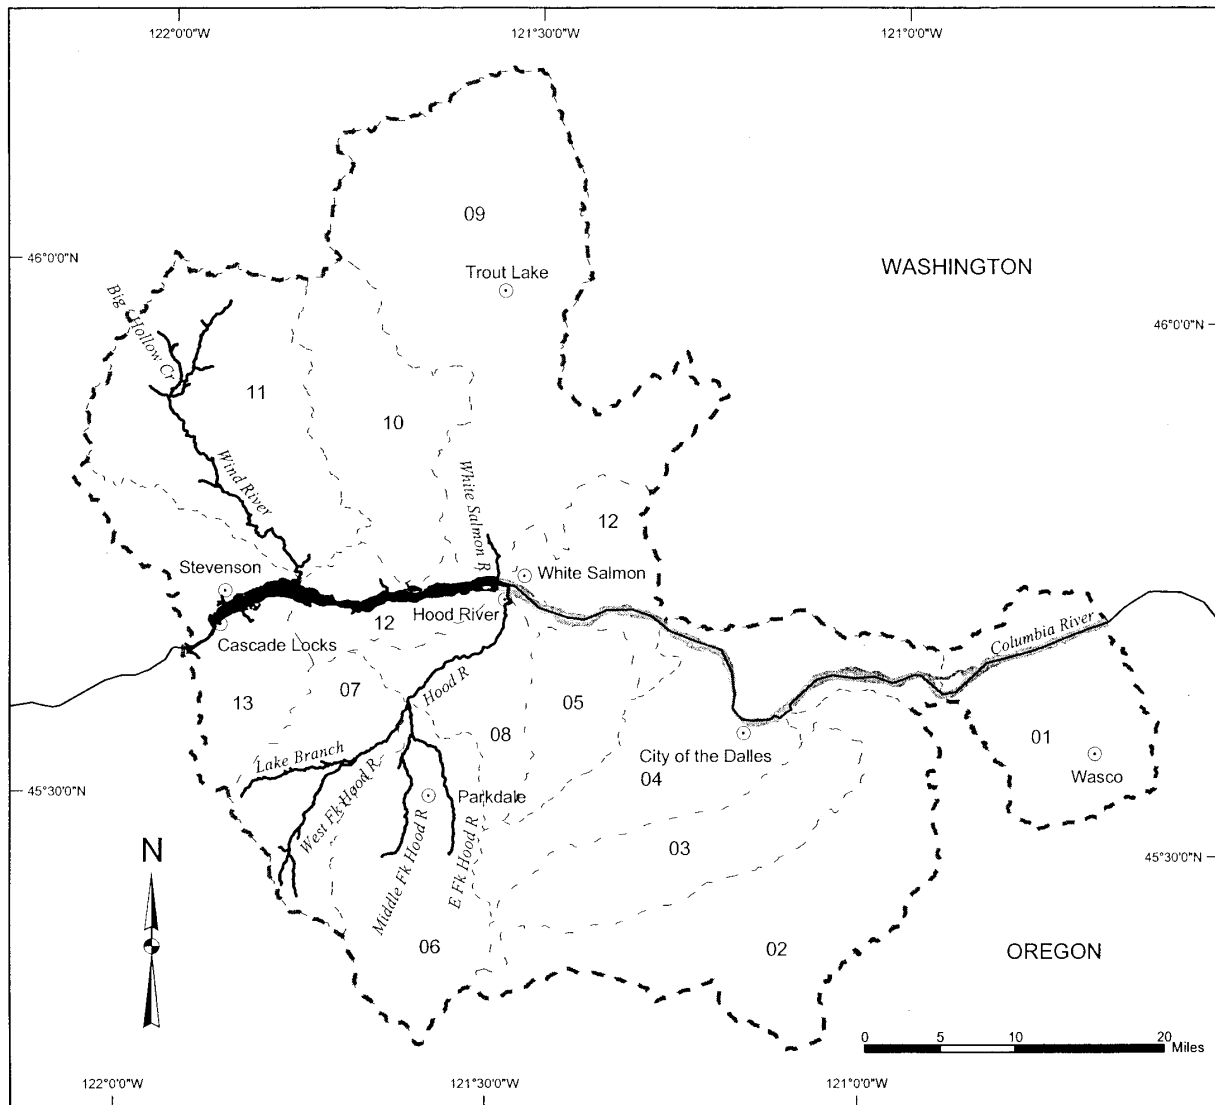 122°0'0"W
121°30'0"W
121°0'0"W
09
46°0'0"N
WASHINGTON
Trout Lake
Big Hollow Cr
46°0'0"N
11
10
Wind River
White Salmon R
12
Stevenson
White Salmon
Hood River
12
Cascade Locks
Columbia River
Hood R
07
13
05
08
01
Lake Branch
City of the Dalles
04
Wasco
45°30'0"N
West Fk Hood R
Parkdale
N
Middle Fk Hood R
E Fk Hood R
03
45°30'0"N
06
02
OREGON
0 5 10 20
Miles
122°0'0"W
121°30'0"W
121°0'0"W